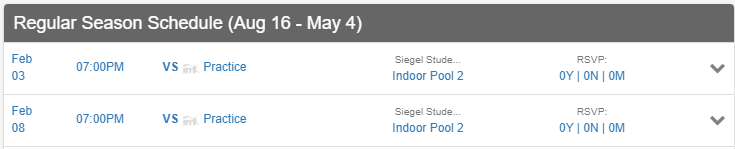 Regular Season Schedule (Aug 16 - May 4)
Feb 03 07:00PM VS Practice Siegel Stude... Indoor Pool 2 RSVP: 0Y | 0N | 0M
Feb 08 07:00PM VS Practice Siegel Stude... Indoor Pool 2 RSVP: 0Y | 0N | 0M